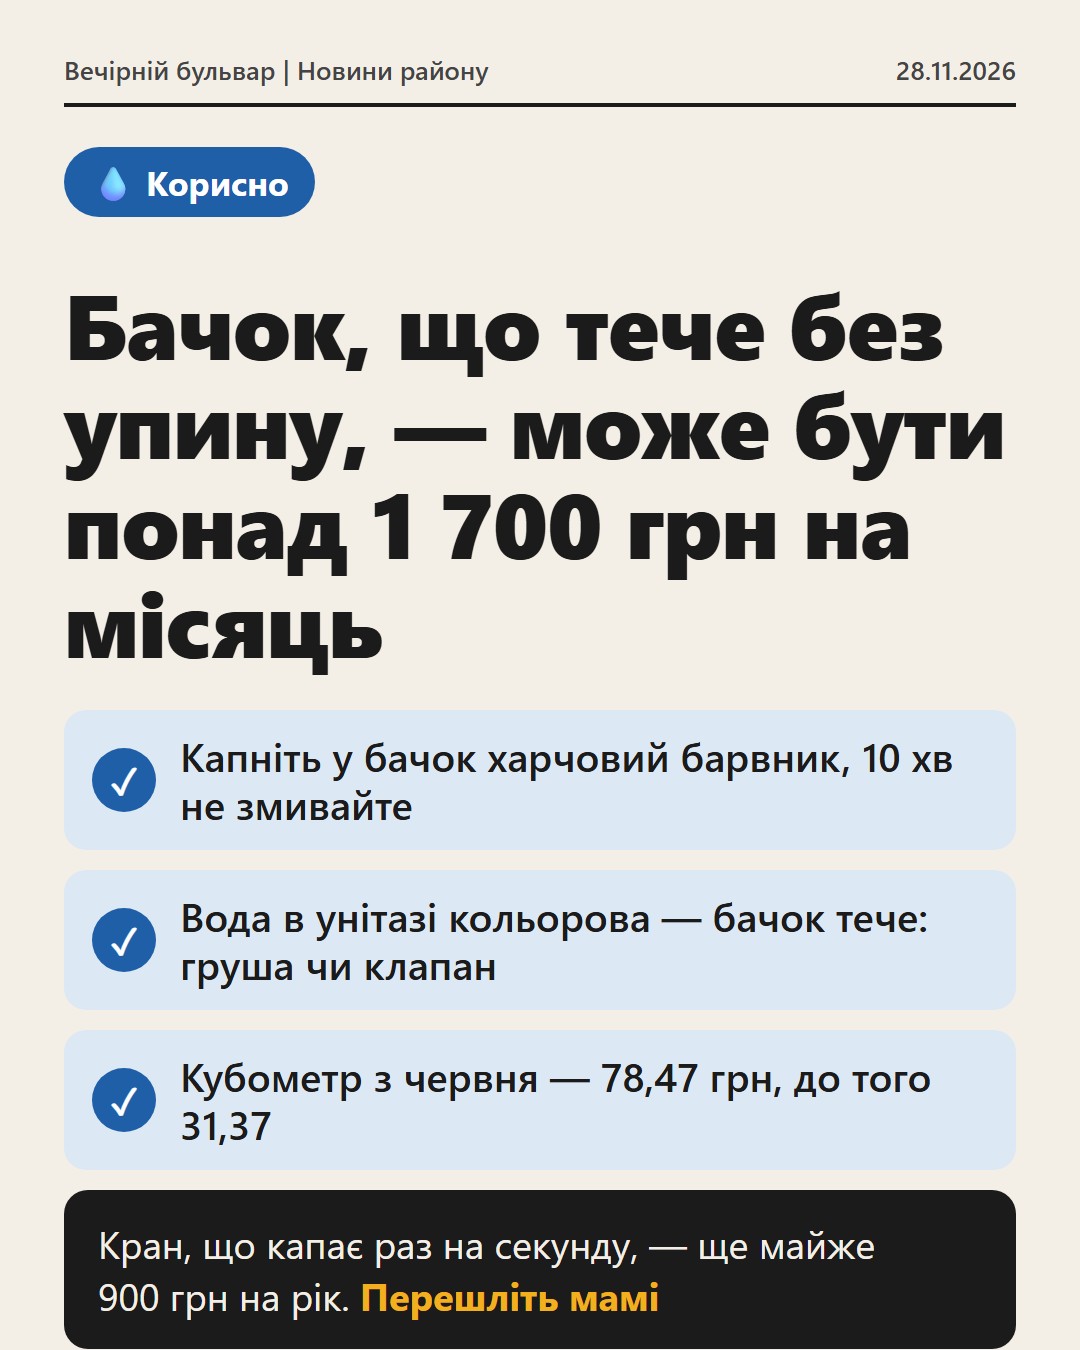 Вечірній бульвар | Новини району
28.11.2026
💧 Корисно
Бачок, що тече без
упину, — може бути
понад 1 700 грн на
місяць
✓ Капніть у бачок харчовий барвник, 10 хв
не змивайте
✓ Вода в унітазі кольорова — бачок тече:
груша чи клапан
✓ Кубометр з червня — 78,47 грн, до того
31,37
Кран, що капає раз на секунду, — ще майже
900 грн на рік. Перешліть мамі